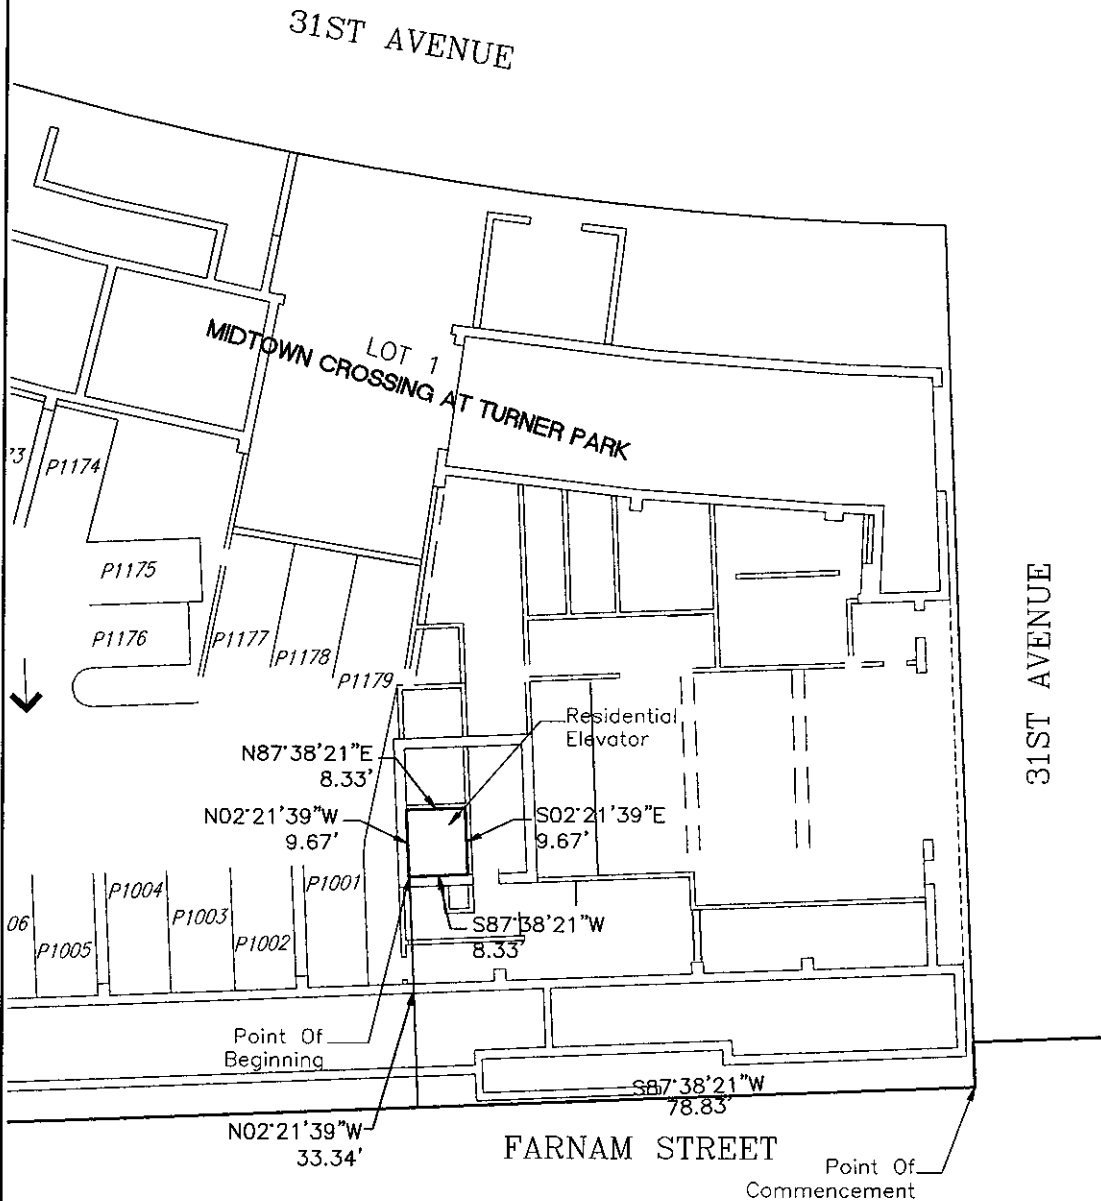 31ST AVENUE
LOT 1
MIDTOWN CROSSING AT TURNER PARK
P1174
P1175
P1176
P1177
P1178
P1179
31ST AVENUE
Residential
Elevator
N87°38'21"E
8.33'
N02°21'39"W
9.67'
S02°21'39"E
9.67'
P1004
P1001
06
P1003
P1005
P1002
S87°38'21"W
8.33'
Point Of
Beginning
S87°38'21"W
78.83'
N02°21'39"W
33.34'
FARNAM STREET
Point Of
Commencement